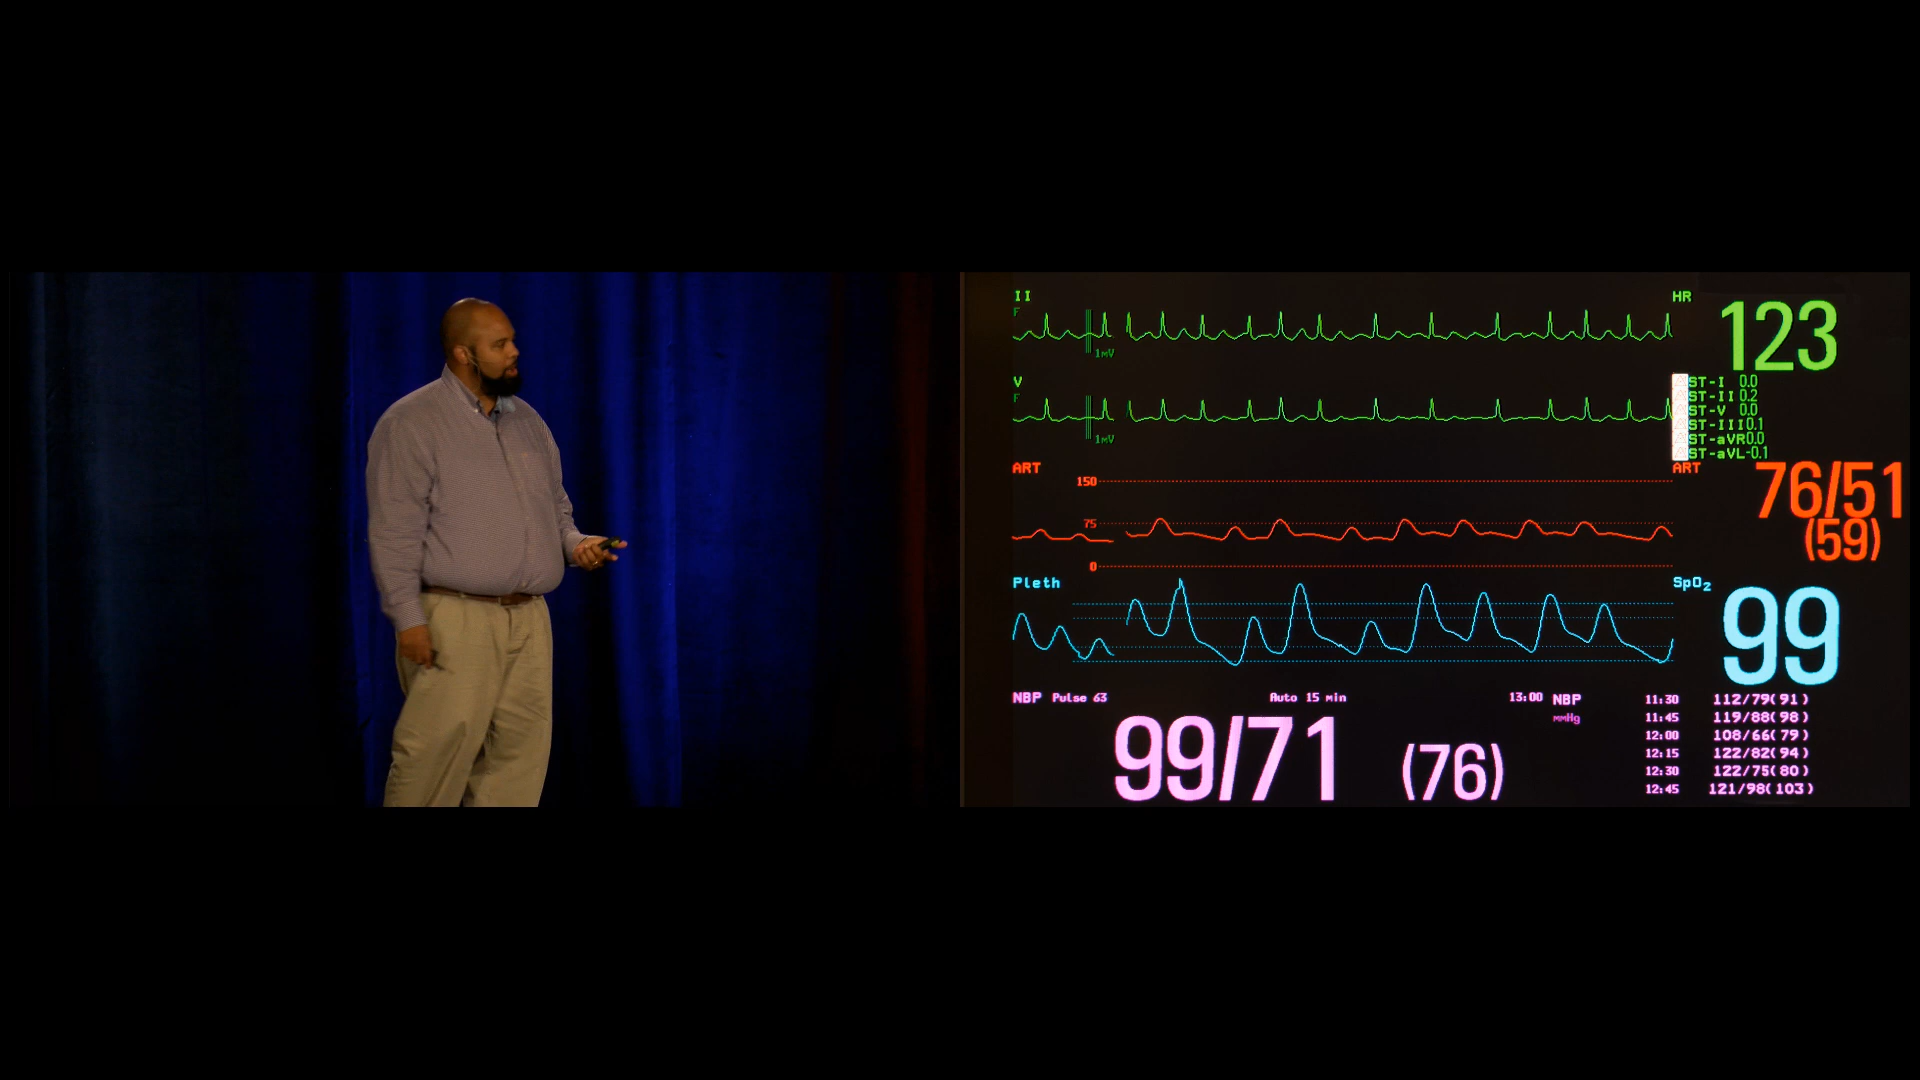 II
F
1mV
HR
123
V
F
1mV
ST-I 0.0
ST-II 0.2
ST-V 0.0
ST-III 0.1
ST-aVR 0.0
ST-aVL -0.1
ART
150
75
0
ART
76/51
(59)
Pleth
SpO2
99
NBP Pulse 63 Auto 15 min 13:00 NBP
mmHg
99/71 (76)
11:30 112/79(91)
11:45 119/88(98)
12:00 108/66(79)
12:15 122/82(94)
12:30 122/75(80)
12:45 121/98(103)